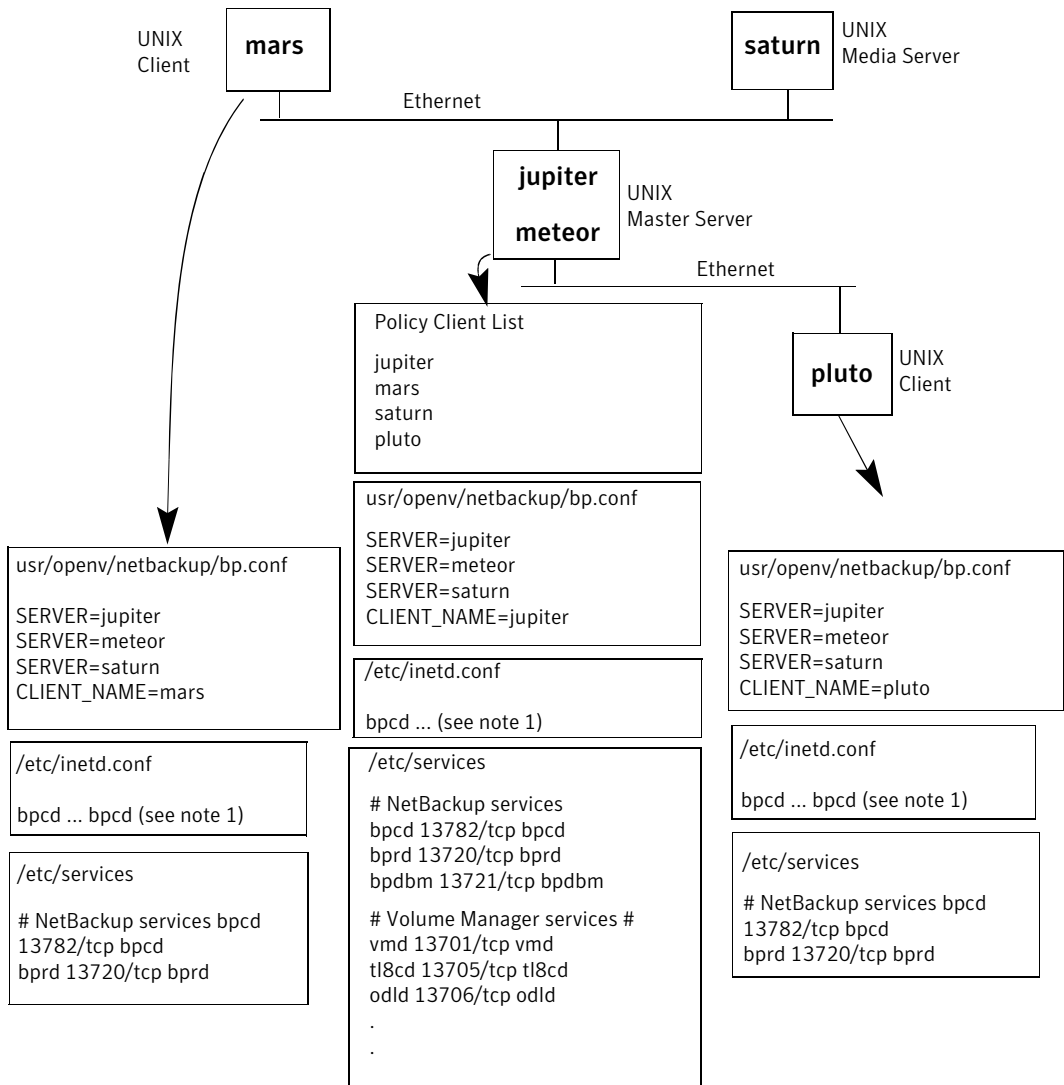 UNIX
Client
mars
saturn
UNIX
Media Server
Ethernet
jupiter
meteor
UNIX
Master Server
Ethernet
pluto
UNIX
Client
Policy Client List
jupiter
mars
saturn
pluto
usr/openv/netbackup/bp.conf
SERVER=jupiter
SERVER=meteor
SERVER=saturn
CLIENT_NAME=mars
/etc/inetd.conf
bpcd ... bpcd (see note 1)
/etc/services
# NetBackup services bpcd
13782/tcp bpcd
bprd 13720/tcp bprd
usr/openv/netbackup/bp.conf
SERVER=jupiter
SERVER=meteor
SERVER=saturn
CLIENT_NAME=jupiter
/etc/inetd.conf
bpcd ... (see note 1)
/etc/services
# NetBackup services
bpcd 13782/tcp bpcd
bprd 13720/tcp bprd
bpdbm 13721/tcp bpdbm
# Volume Manager services #
vmd 13701/tcp vmd
tl8cd 13705/tcp tl8cd
odld 13706/tcp odld
.
.
usr/openv/netbackup/bp.conf
SERVER=jupiter
SERVER=meteor
SERVER=saturn
CLIENT_NAME=pluto
/etc/inetd.conf
bpcd ... bpcd (see note 1)
/etc/services
# NetBackup services bpcd
13782/tcp bpcd
bprd 13720/tcp bprd